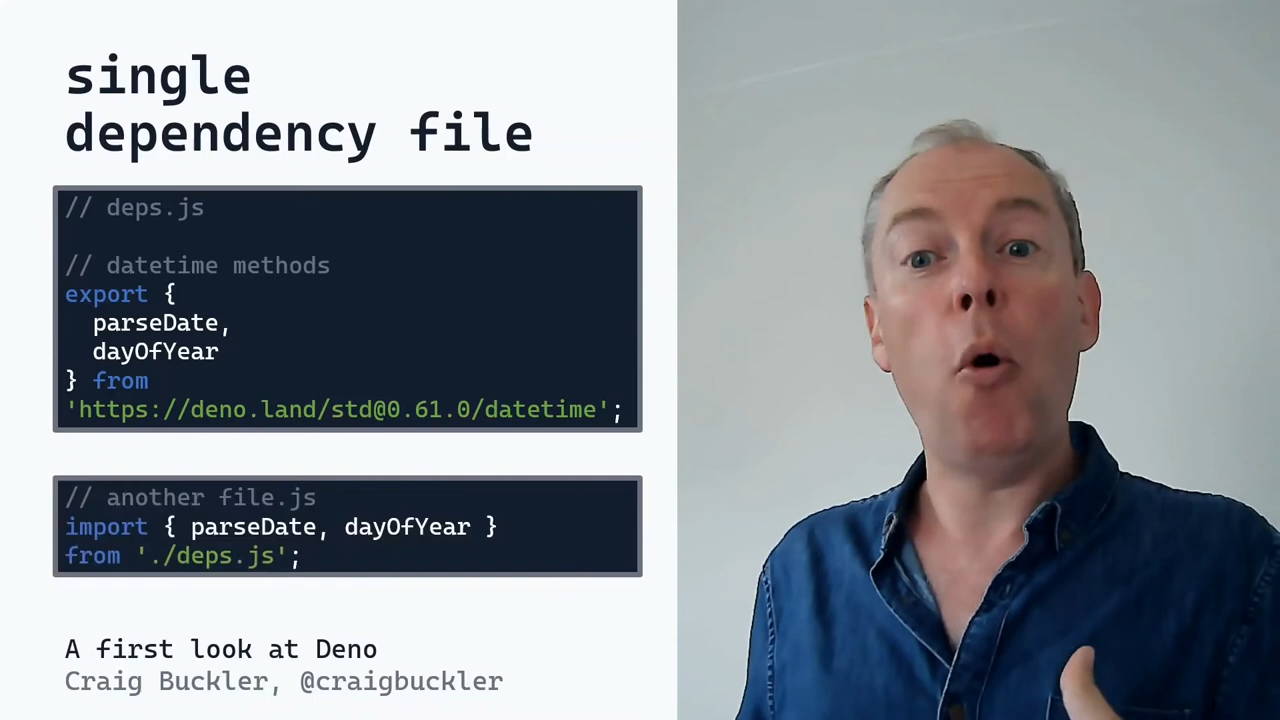 single
dependency file
// deps.js
// datetime methods
export {
parseDate,
dayOfYear
} from
'https://deno.land/std@0.61.0/datetime';
// another file.js
import { parseDate, dayOfYear }
from './deps.js';
A first look at Deno
Craig Buckler, @craigbuckler